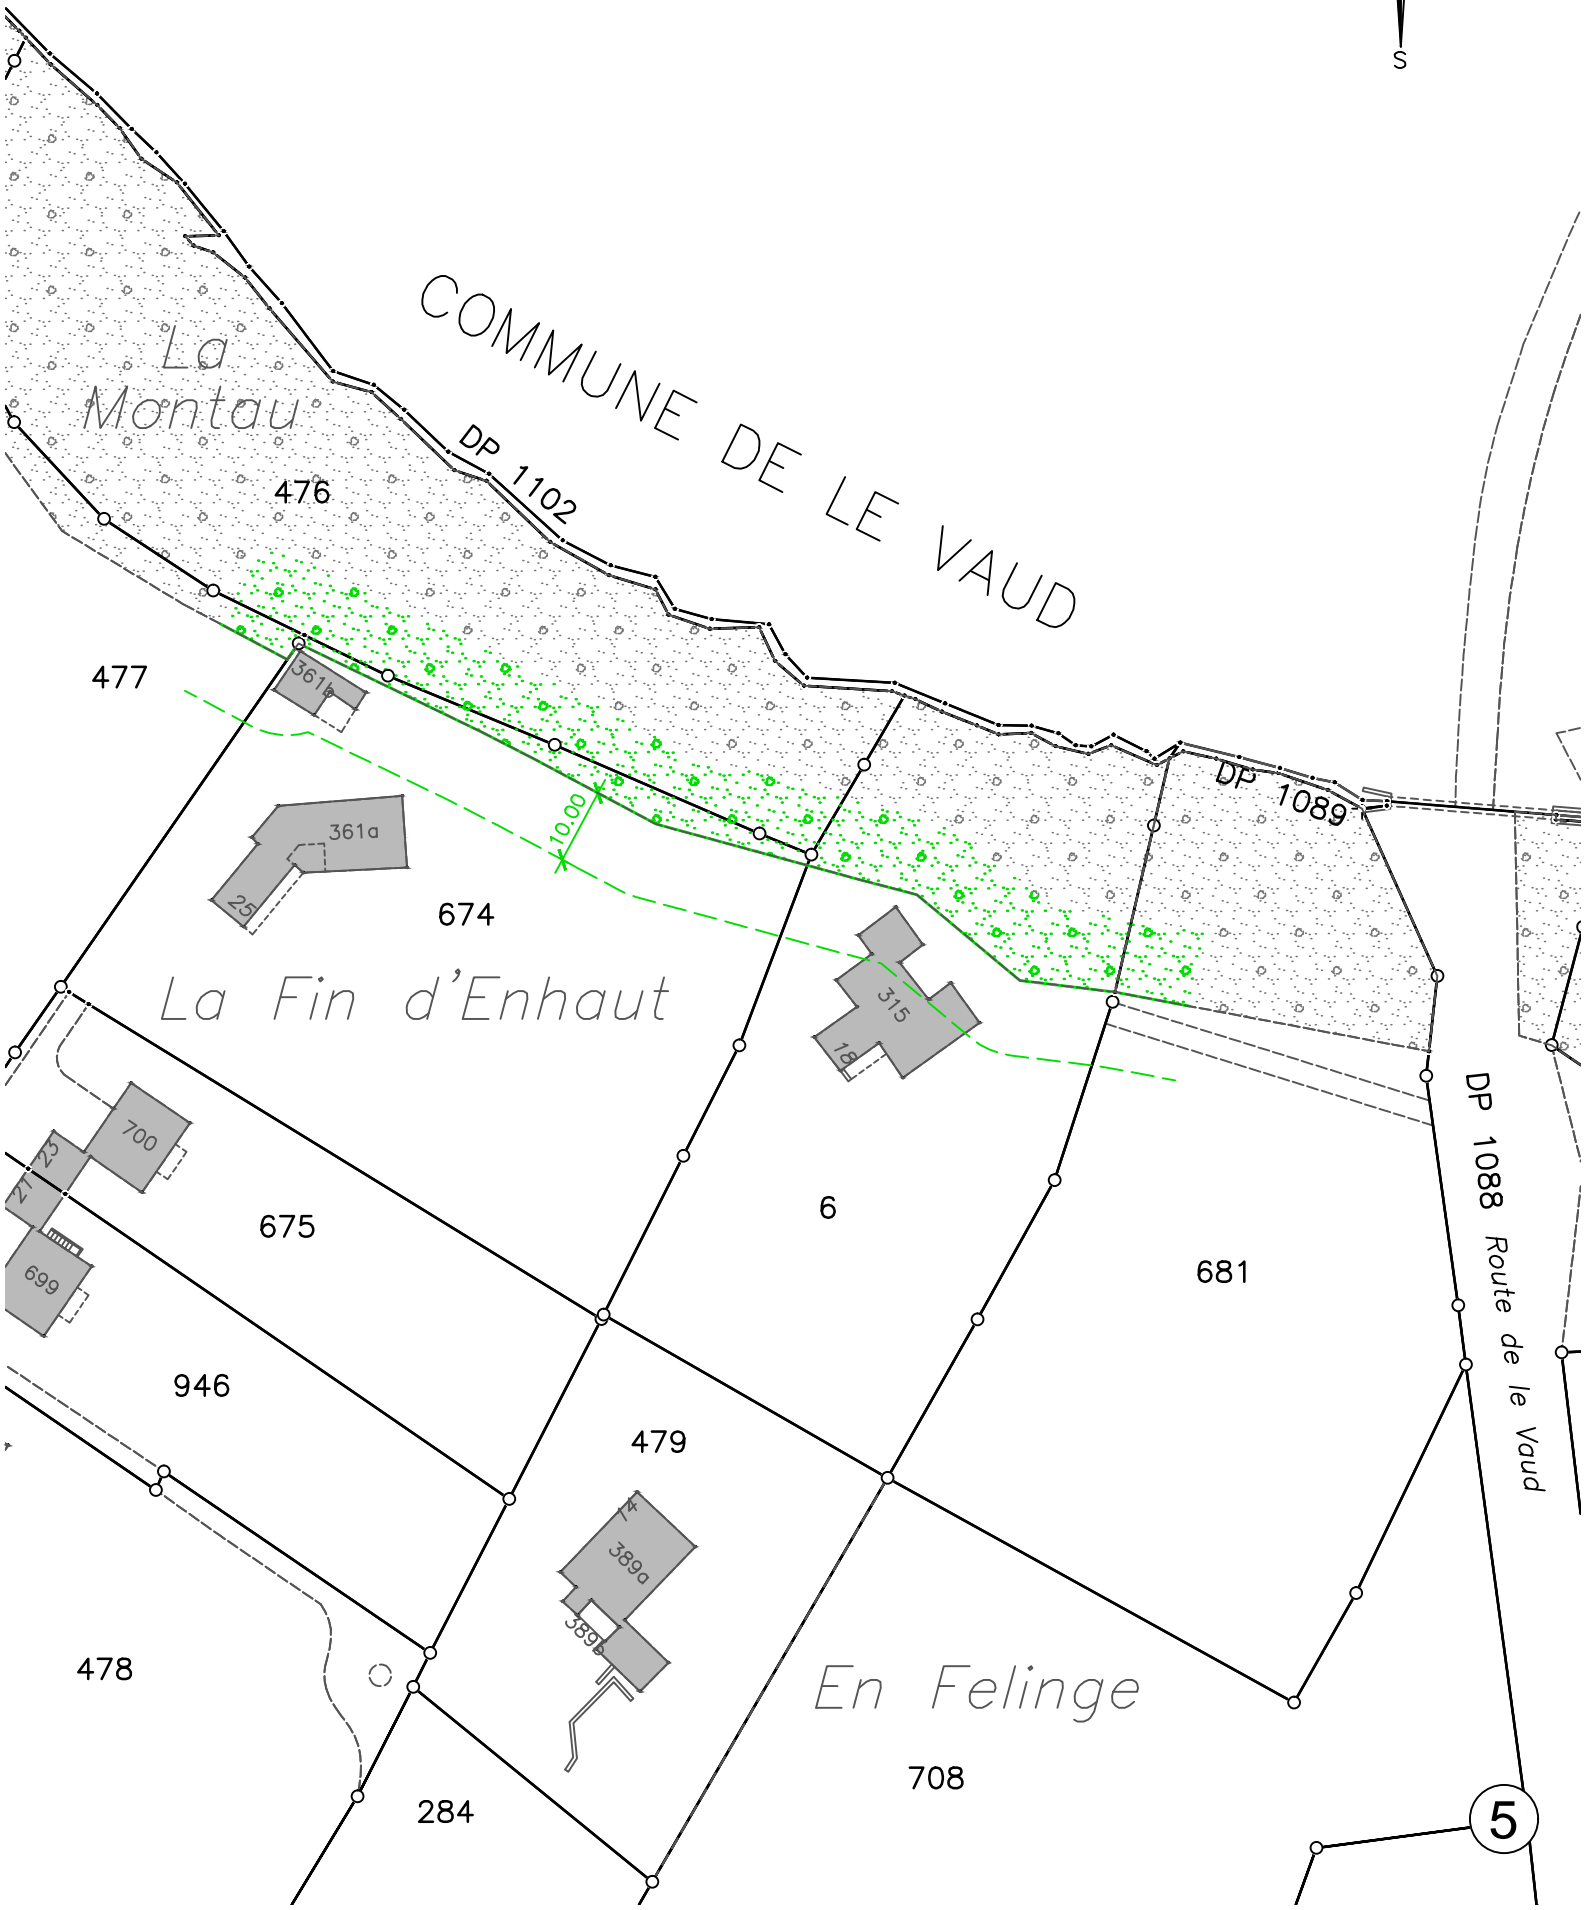 S
COMMUNE DE LE VAUD
La
Montau
DP 1102
476
477
361b
DP 1089
10.00
361a
25
674
La Fin d'Enhaut
315
18
DP 1088 Route de le Vaud
700
23
21
675
6
681
699
946
479
14
389a
389b
478
En Felinge
708
284
5